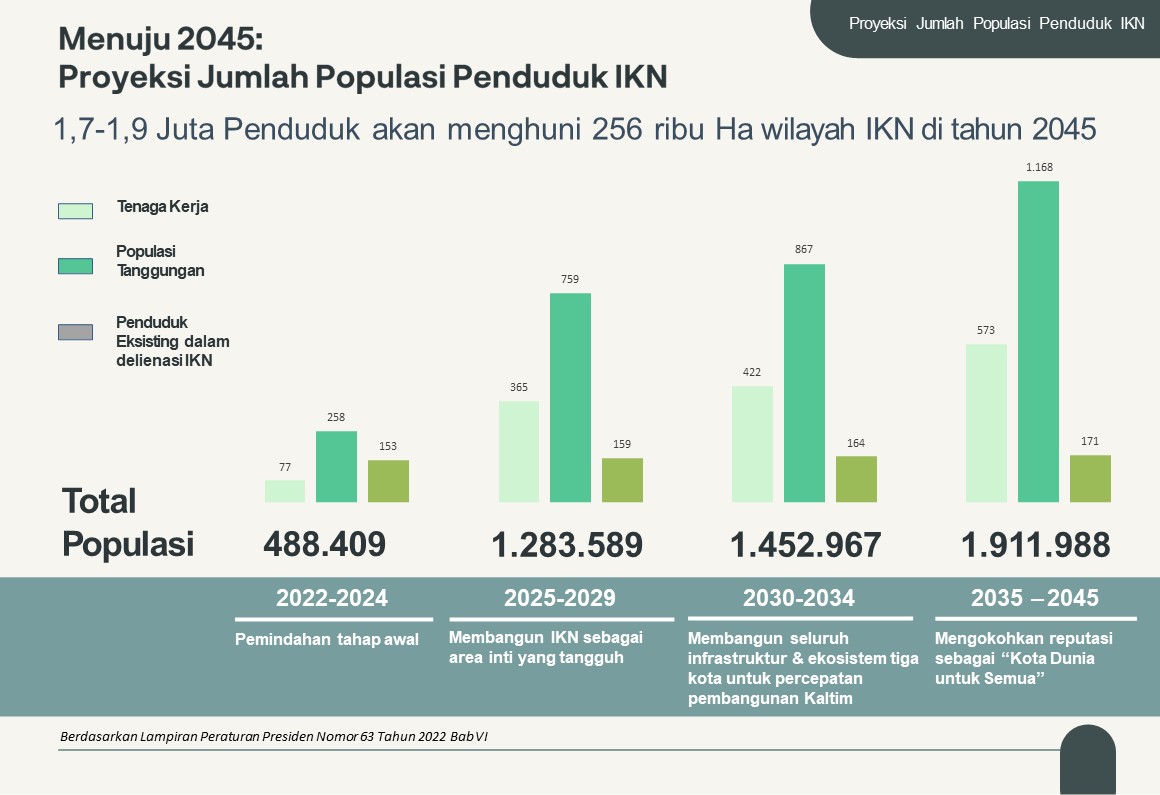 Proyeksi Jumlah Populasi Penduduk IKN
Menuju 2045:
Proyeksi Jumlah Populasi Penduduk IKN
1,7-1,9 Juta Penduduk akan menghuni 256 ribu Ha wilayah IKN di tahun 2045
Tenaga Kerja
Populasi
Tanggungan
Penduduk
Eksisting dalam
delienasi IKN
77
258
153
365
759
159
422
867
164
573
1.168
171
Total
Populasi
488.409
1.283.589
1.452.967
1.911.988
2022-2024
Pemindahan tahap awal
2025-2029
Membangun IKN sebagai
area inti yang tangguh
2030-2034
Membangun seluruh
infrastruktur & ekosistem tiga
kota untuk percepatan
pembangunan Kaltim
2035 –2045
Mengokohkan reputasi
sebagai “Kota Dunia
untuk Semua”
Berdasarkan Lampiran Peraturan Presiden Nomor 63 Tahun 2022 Bab VI